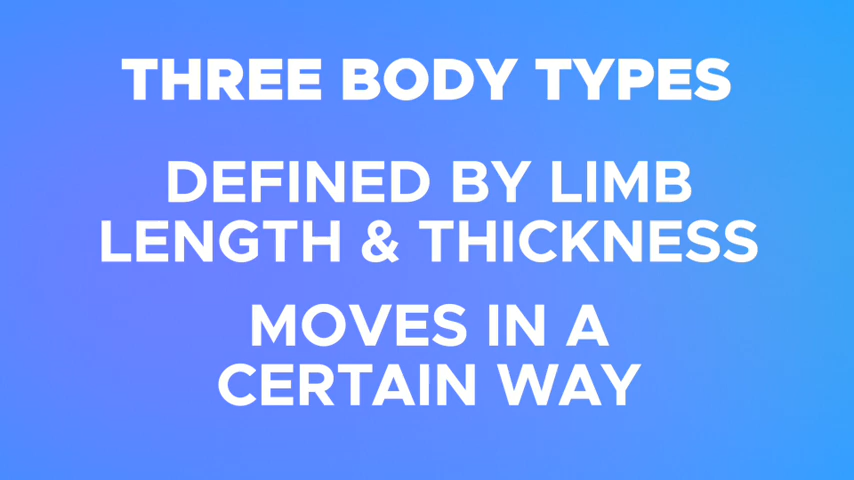 THREE BODY TYPES
DEFINED BY LIMB
LENGTH & THICKNESS
MOVES IN A
CERTAIN WAY